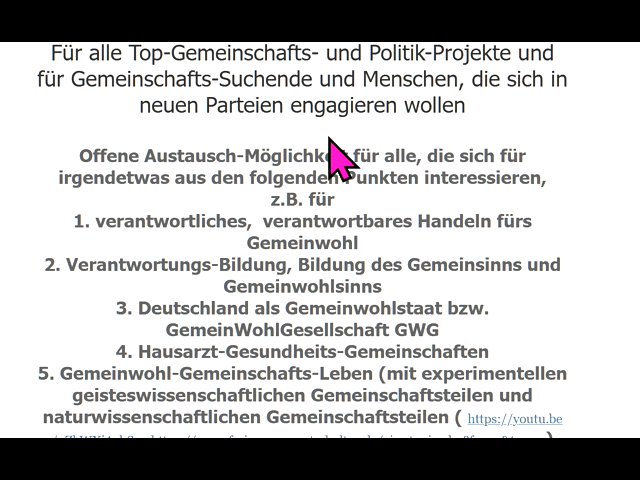 Für alle Top-Gemeinschafts- und Politik-Projekte und
für Gemeinschafts-Suchende und Menschen, die sich in
neuen Parteien engagieren wollen
Offene Austausch-Möglichkeit für alle, die sich für
irgendetwas aus den folgenden Punkten interessieren,
z.B. für
1. verantwortliches, verantwortbares Handeln fürs
Gemeinwohl
2. Verantwortungs-Bildung, Bildung des Gemeinsinns und
Gemeinwohlsinns
3. Deutschland als Gemeinwohlstaat bzw.
GemeinWohlGesellschaft GWG
4. Hausarzt-Gesundheits-Gemeinschaften
5. Gemeinwohl-Gemeinschafts-Leben (mit experimentellen
geisteswissenschaftlichen Gemeinschaftsteilen und
naturwissenschaftlichen Gemeinschaftsteilen ( https://youtu.be